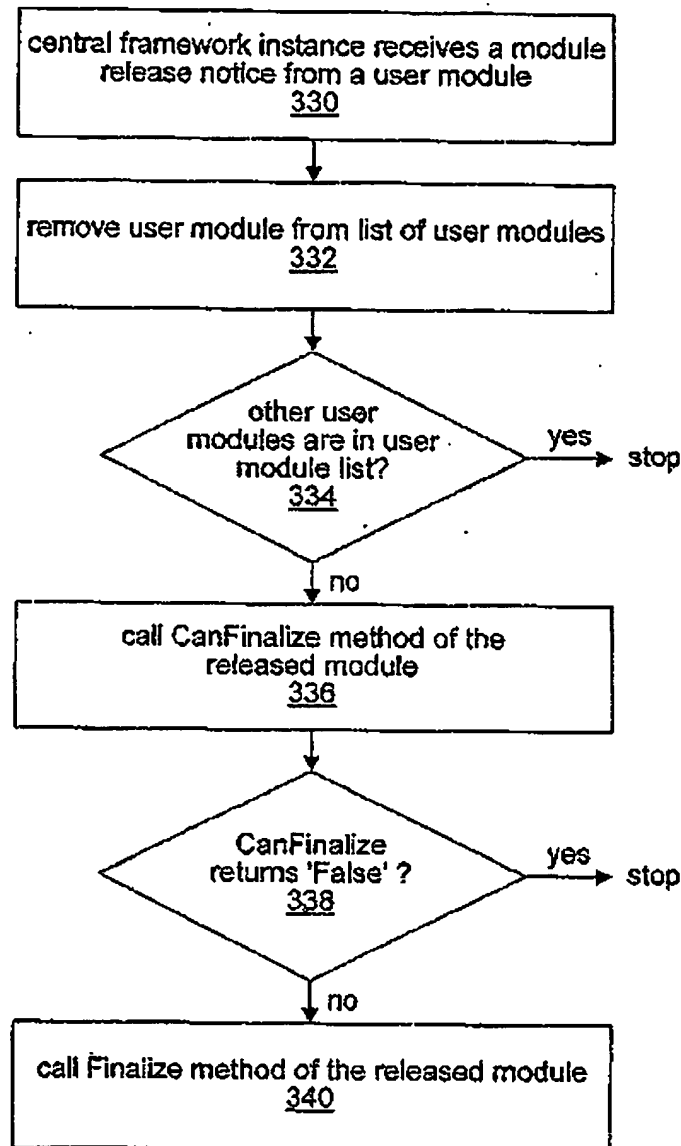 central framework instance receives a module
release notice from a user module
330
remove user module from list of user modules
332
other user
modules are in user
module list?
334
yes
stop
no
call CanFinalize method of the
released module
336
CanFinalize
returns 'False' ?
338
yes
stop
no
call Finalize method of the released module
340